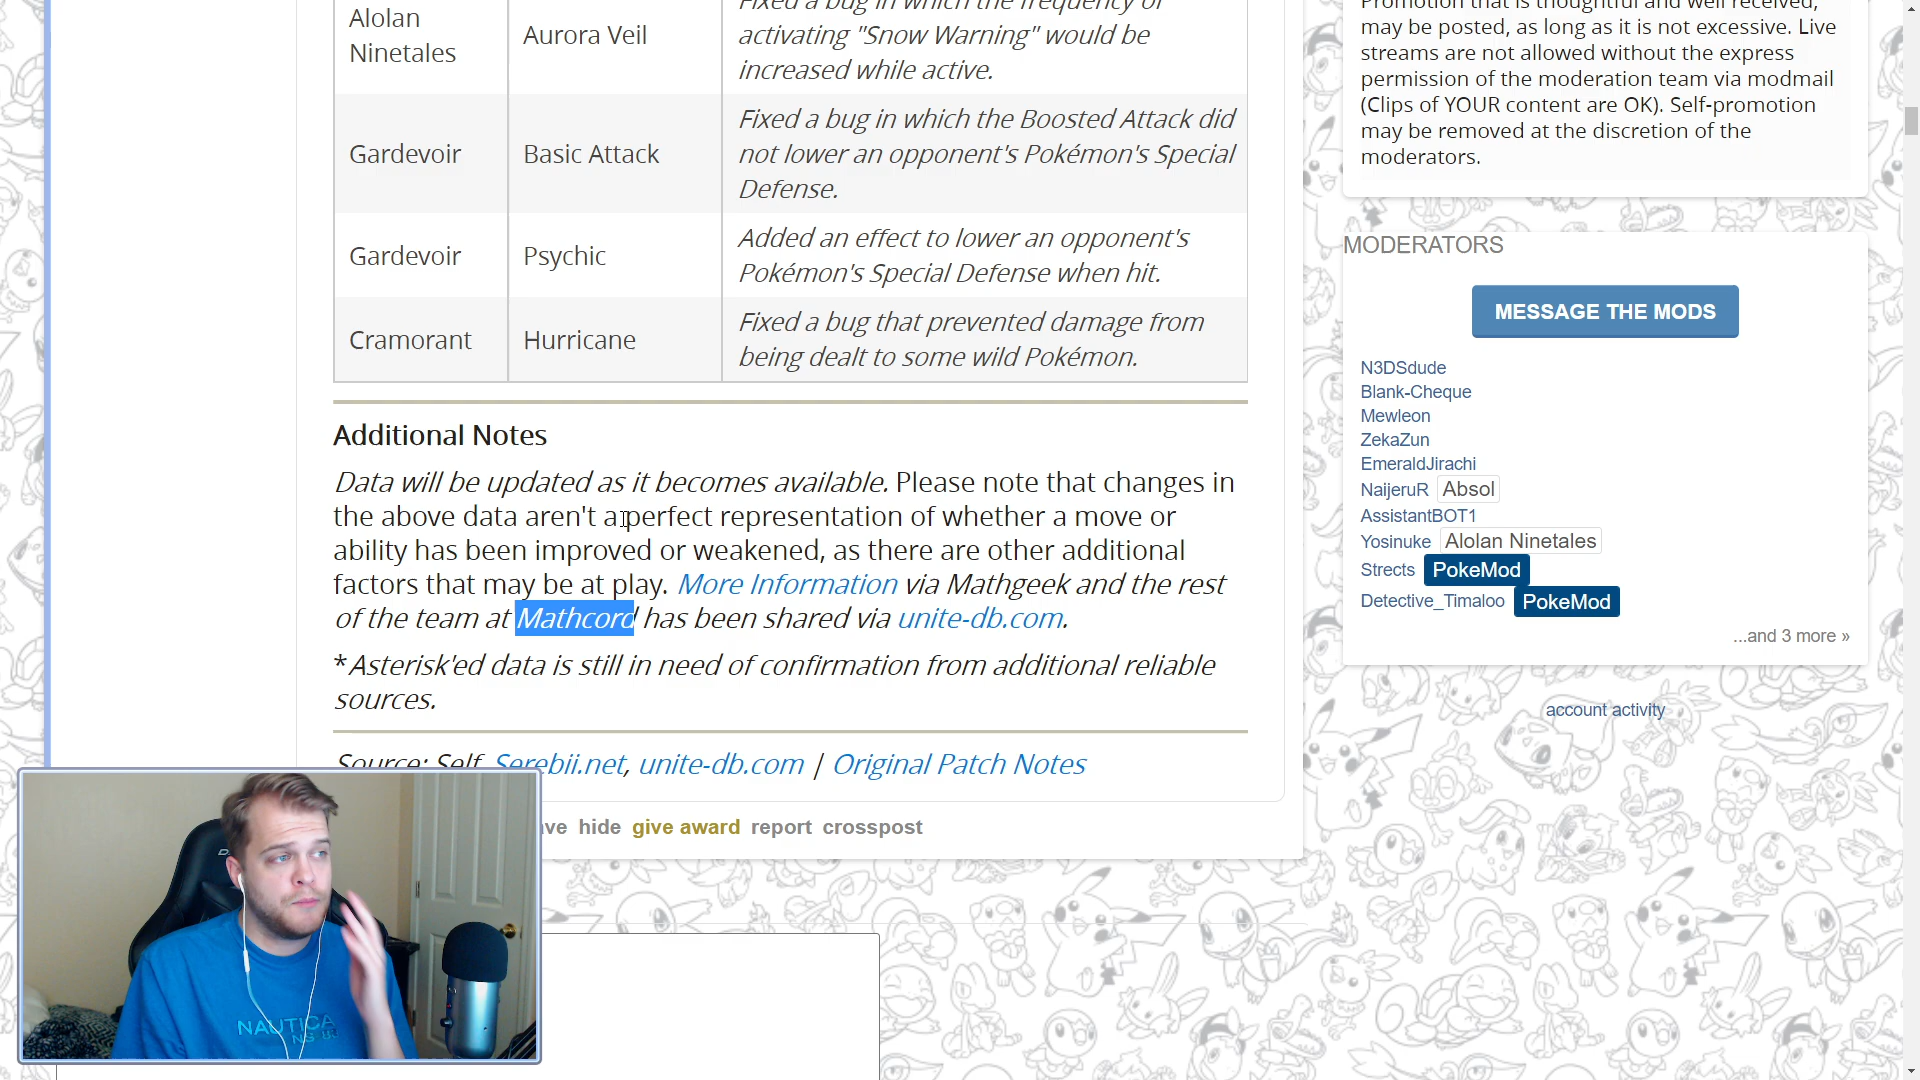 Alolan
Ninetales
Aurora Veil
Fixed a bug in which the frequency of
activating "Snow Warning" would be
increased while active.
Gardevoir
Basic Attack
Fixed a bug in which the Boosted Attack did
not lower an opponent's Pokémon's Special
Defense.
Gardevoir
Psychic
Added an effect to lower an opponent's
Pokémon's Special Defense when hit.
Cramorant
Hurricane
Fixed a bug that prevented damage from
being dealt to some wild Pokémon.
Additional Notes
Data will be updated as it becomes available. Please note that changes in
the above data aren't a perfect representation of whether a move or
ability has been improved or weakened, as there are other additional
factors that may be at play. More Information via Mathgeek and the rest
of the team at Mathcord has been shared via unite-db.com.
*Asterisk'ed data is still in need of confirmation from additional reliable
sources.
Source: Self, Serebii.net, unite-db.com | Original Patch Notes
hide give award report crosspost
NAUTICA
Promotion that is thoughtful and well received,
may be posted, as long as it is not excessive. Live
streams are not allowed without the express
permission of the moderation team via modmail
(Clips of YOUR content are OK). Self-promotion
may be removed at the discretion of the
moderators.
MODERATORS
MESSAGE THE MODS
N3DSdude
Blank-Cheque
Mewleon
ZekaZun
EmeraldJirachi
NaijeruR Absol
AssistantBOT1
Yosinuke Alolan Ninetales
Strects PokeMod
Detective_Timaloo PokeMod
...and 3 more »
account activity